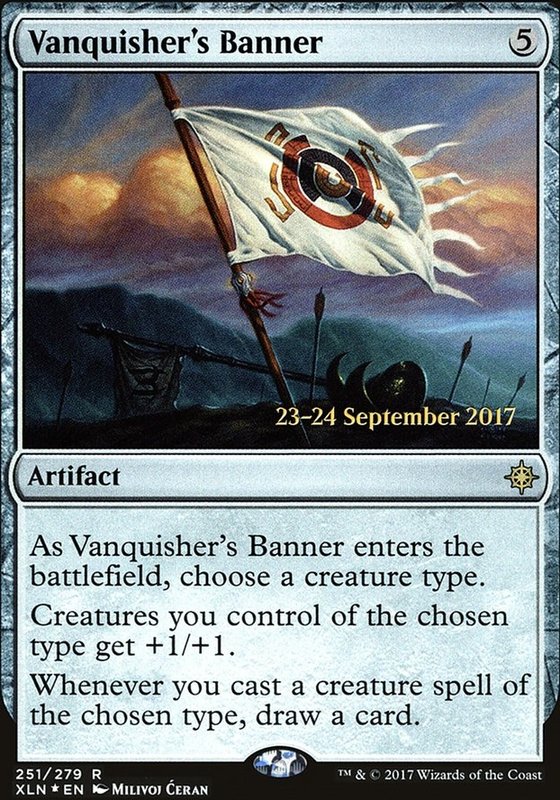 Vanquisher's Banner 5
23–24 September 2017
Artifact
As Vanquisher's Banner enters the
battlefield, choose a creature type.
Creatures you control of the chosen
type get +1/+1.
Whenever you cast a creature spell of
the chosen type, draw a card.
251/279 R
XLN EN Milivoj Ćeran
™ & © 2017 Wizards of the Coast